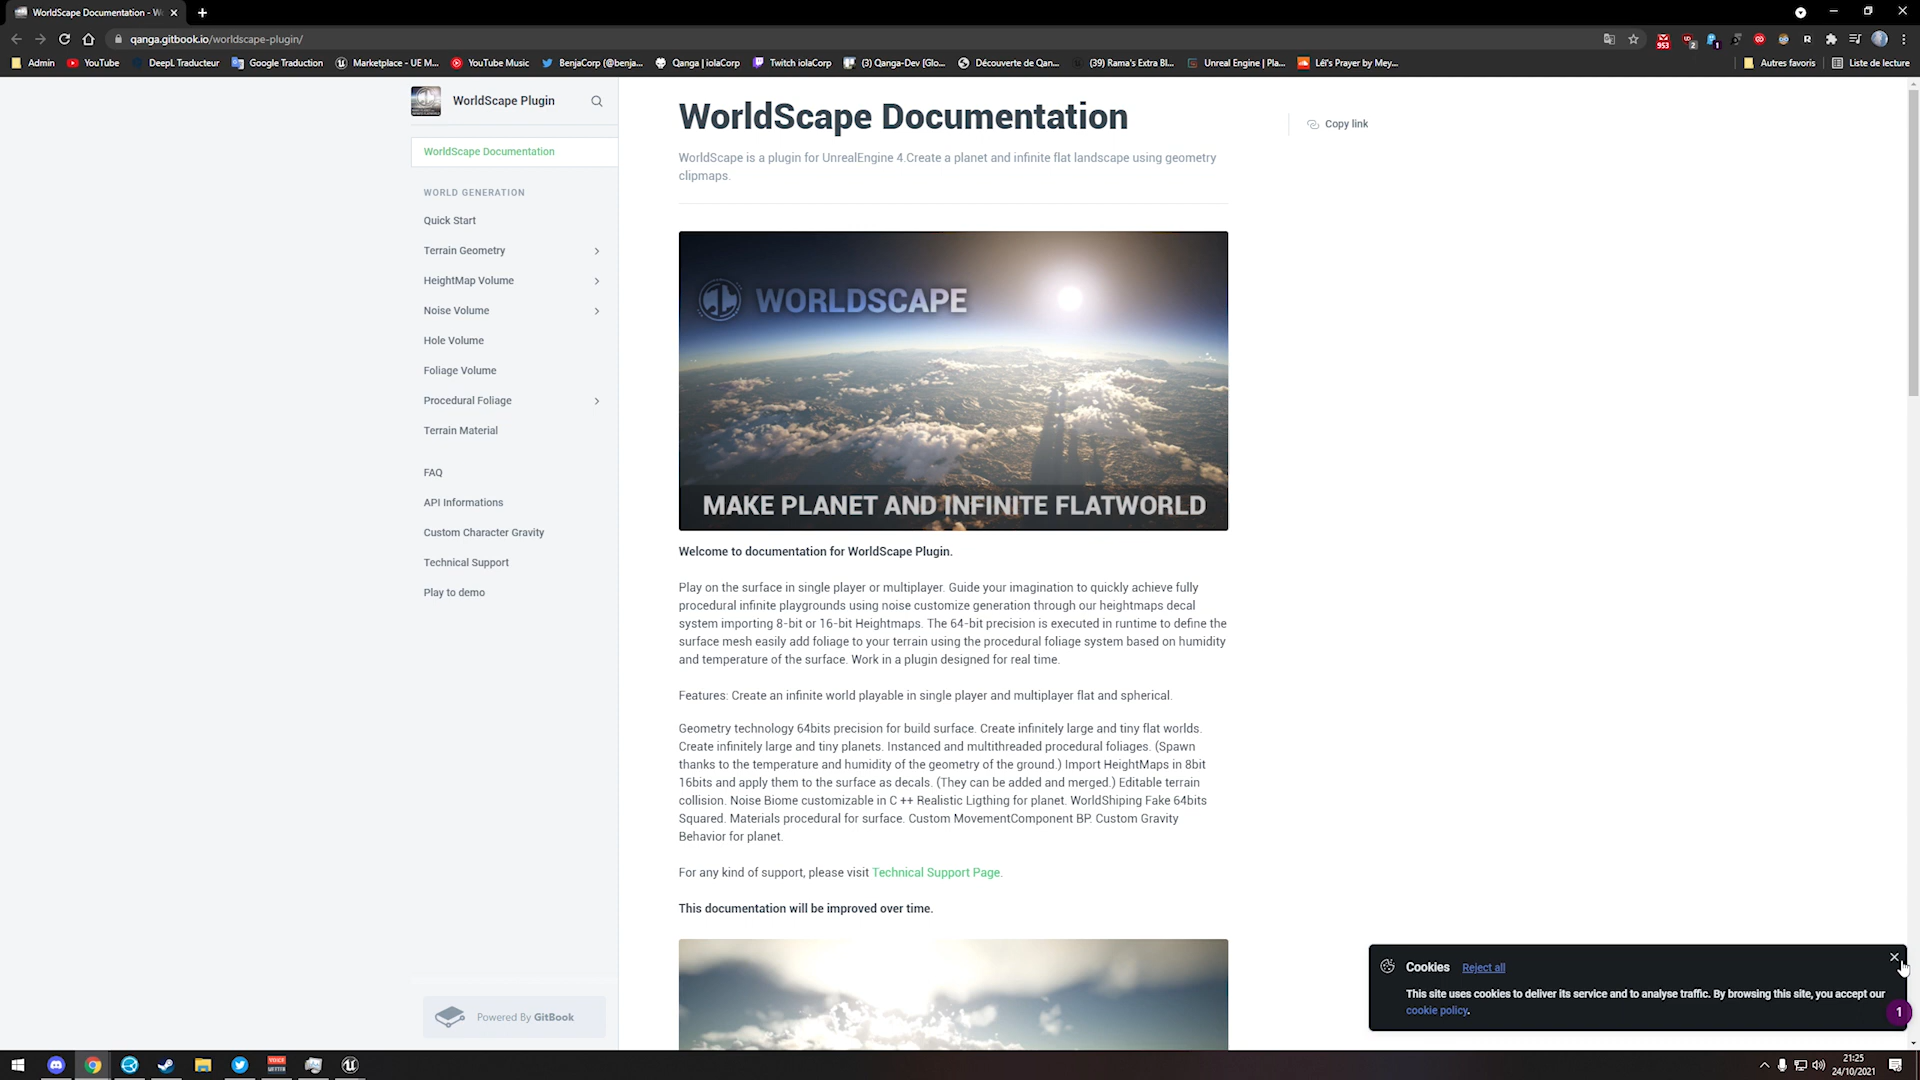 WorldScape Documentation - W
qanga.gitbook.io/worldscape-plugin/
953
2
1
Admin
YouTube
DeepL Traducteur
Google Traduction
Marketplace - UE M...
YouTube Music
BenjaCorp (@benja...
Qanga | iolaCorp
Twitch iolaCorp
(3) Qanga-Dev [Glo...
Découverte de Qan...
(39) Rama's Extra Bl...
Unreal Engine | Pla...
Léi's Prayer by Mey...
Autres favoris
Liste de lecture
WorldScape Plugin
WorldScape Documentation
WORLD GENERATION
Quick Start
Terrain Geometry
HeightMap Volume
Noise Volume
Hole Volume
Foliage Volume
Procedural Foliage
Terrain Material
FAQ
API Informations
Custom Character Gravity
Technical Support
Play to demo
Powered By GitBook
WorldScape Documentation
Copy link
WorldScape is a plugin for UnrealEngine 4.Create a planet and infinite flat landscape using geometry
clipmaps.
WORLDSCAPE
MAKE PLANET AND INFINITE FLATWORLD
Welcome to documentation for WorldScape Plugin.
Play on the surface in single player or multiplayer. Guide your imagination to quickly achieve fully
procedural infinite playgrounds using noise customize generation through our heightmaps decal
system importing 8-bit or 16-bit Heightmaps. The 64-bit precision is executed in runtime to define the
surface mesh easily add foliage to your terrain using the procedural foliage system based on humidity
and temperature of the surface. Work in a plugin designed for real time.
Features: Create an infinite world playable in single player and multiplayer flat and spherical.
Geometry technology 64bits precision for build surface. Create infinitely large and tiny flat worlds.
Create infinitely large and tiny planets. Instanced and multithreaded procedural foliages. (Spawn
thanks to the temperature and humidity of the geometry of the ground.) Import HeightMaps in 8bit
16bits and apply them to the surface as decals. (They can be added and merged.) Editable terrain
collision. Noise Biome customizable in C ++ Realistic Ligthing for planet. WorldShiping Fake 64bits
Squared. Materials procedural for surface. Custom MovementComponent BP. Custom Gravity
Behavior for planet.
For any kind of support, please visit Technical Support Page.
This documentation will be improved over time.
Cookies Reject all
This site uses cookies to deliver its service and to analyse traffic. By browsing this site, you accept our
cookie policy.
1
21:25
24/10/2021